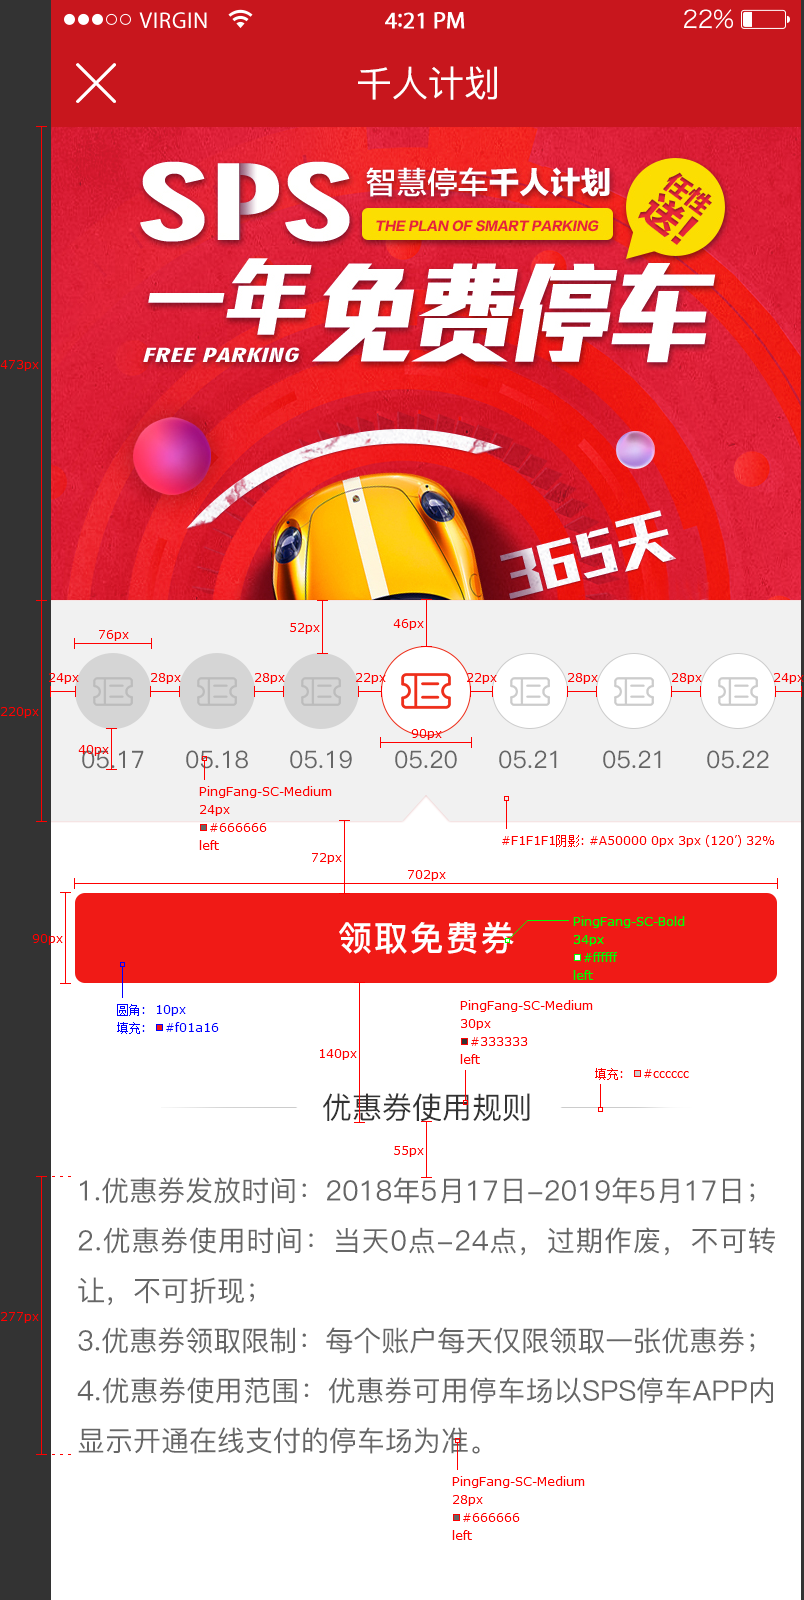 VIRGIN 4:21 PM 22%
千人计划
SPS 智慧停车千人计划
THE PLAN OF SMART PARKING
任性
送!
一年免费停车
FREE PARKING
473px
365天
52px
46px
76px
24px 28px 28px 22px 22px 28px 28px 24px
220px
90px
40px
05.17 05.18 05.19 05.20 05.21 05.21 05.22
PingFang-SC-Medium
24px
#666666
left
#F1F1F1阴影: #A50000 0px 3px (120′) 32%
72px
702px
90px
领取免费券
PingFang-SC-Bold
34px
#ffffff
left
圆角: 10px
填充: #f01a16
PingFang-SC-Medium
30px
#333333
left
140px
填充: #cccccc
优惠券使用规则
55px
1.优惠券发放时间：2018年5月17日-2019年5月17日；
2.优惠券使用时间：当天0点-24点，过期作废，不可转
让，不可折现；
277px
3.优惠券领取限制：每个账户每天仅限领取一张优惠券；
4.优惠券使用范围：优惠券可用停车场以SPS停车APP内
显示开通在线支付的停车场为准。
PingFang-SC-Medium
28px
#666666
left